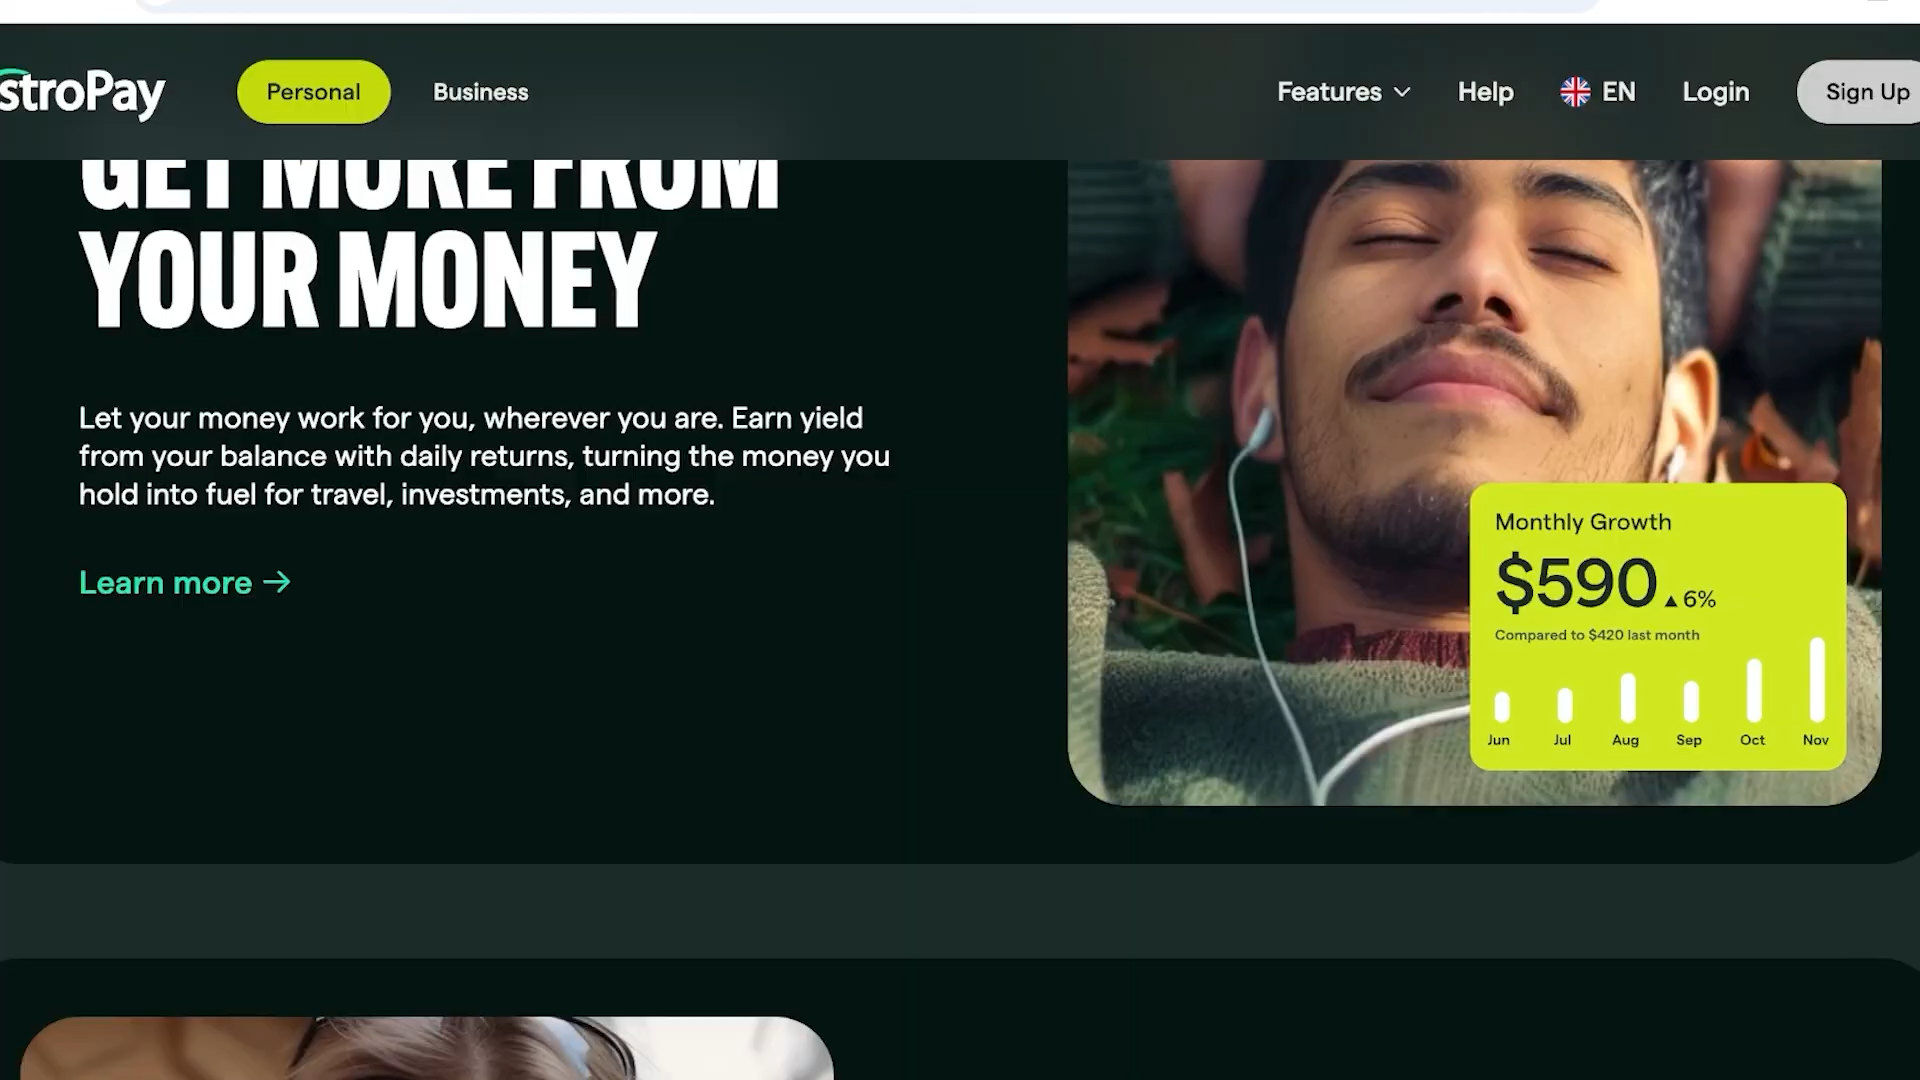 stroPay
Personal
Business
Features
Help
EN
Login
Sign Up
GET MORE FROM
YOUR MONEY
Let your money work for you, wherever you are. Earn yield
from your balance with daily returns, turning the money you
hold into fuel for travel, investments, and more.
Learn more →
Monthly Growth
$590 ▲ 6%
Compared to $420 last month
Jun Jul Aug Sep Oct Nov